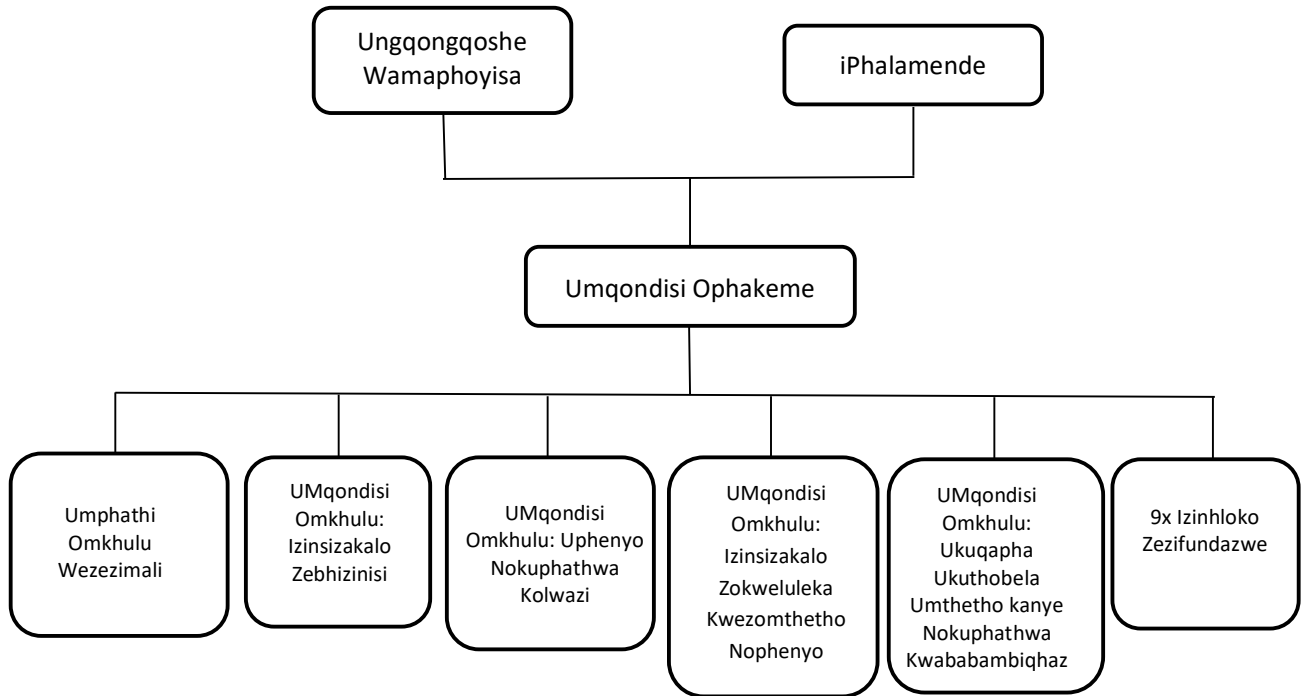 Ungqongqoshe
Wamaphoyisa
iPhalamende
Umqondisi Ophakeme
Umphathi
Omkhulu
Wezezimali
UMqondisi
Omkhulu:
Izinsizakalo
Zebhizinisi
UMqondisi
Omkhulu: Uphenyo
Nokuphathwa
Kolwazi
UMqondisi
Omkhulu:
Izinsizakalo
Zokweluleka
Kwezomthetho
Nophenyo
UMqondisi
Omkhulu:
Ukuqapha
Ukuthobela
Umthetho kanye
Nokuphathwa
Kwababambiqhaz
9x Izinhloko
Zezifundazwe